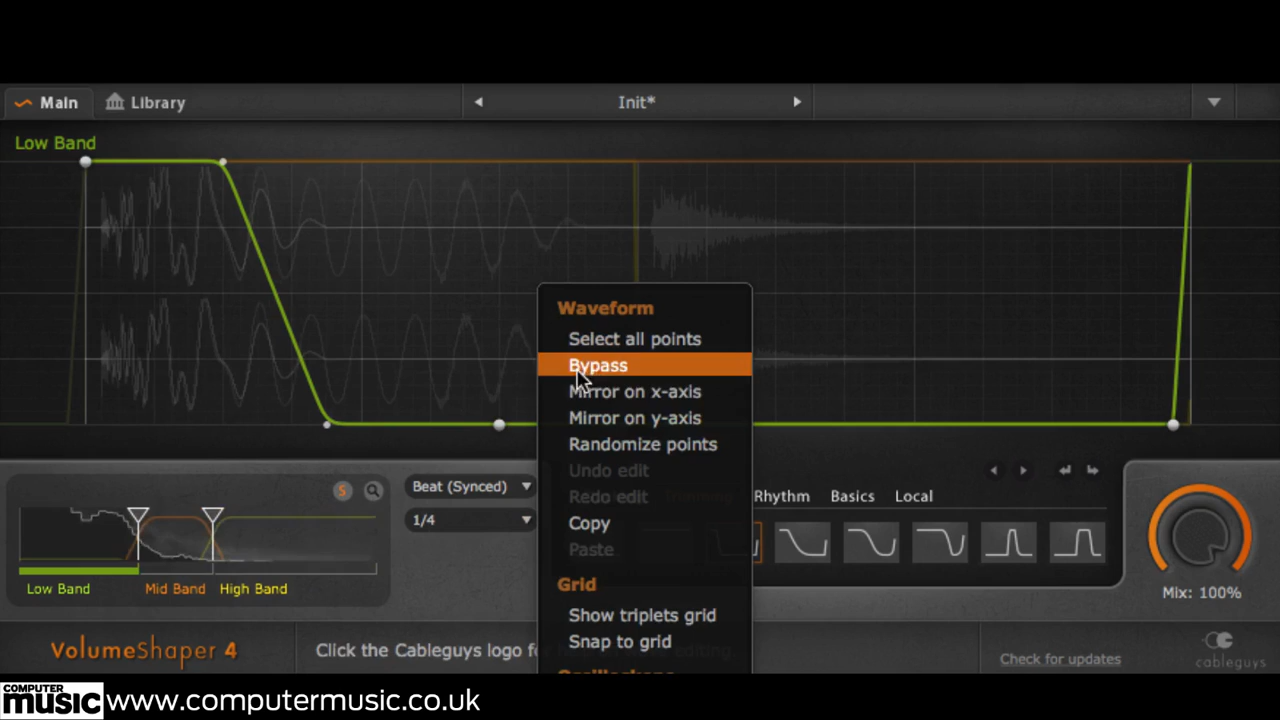 Main
Library
Init*
Low Band
Waveform
Select all points
Bypass
Mirror on x-axis
Mirror on y-axis
Randomize points
Undo edit
Redo edit
Copy
Paste
Grid
Show triplets grid
Snap to grid
S
Beat (Synced)
1/4
Rhythm
Basics
Local
Low Band
Mid Band
High Band
Mix: 100%
VolumeShaper 4
Click the Cableguys logo
Check for updates
cableguys
COMPUTER
music
www.computermusic.co.uk